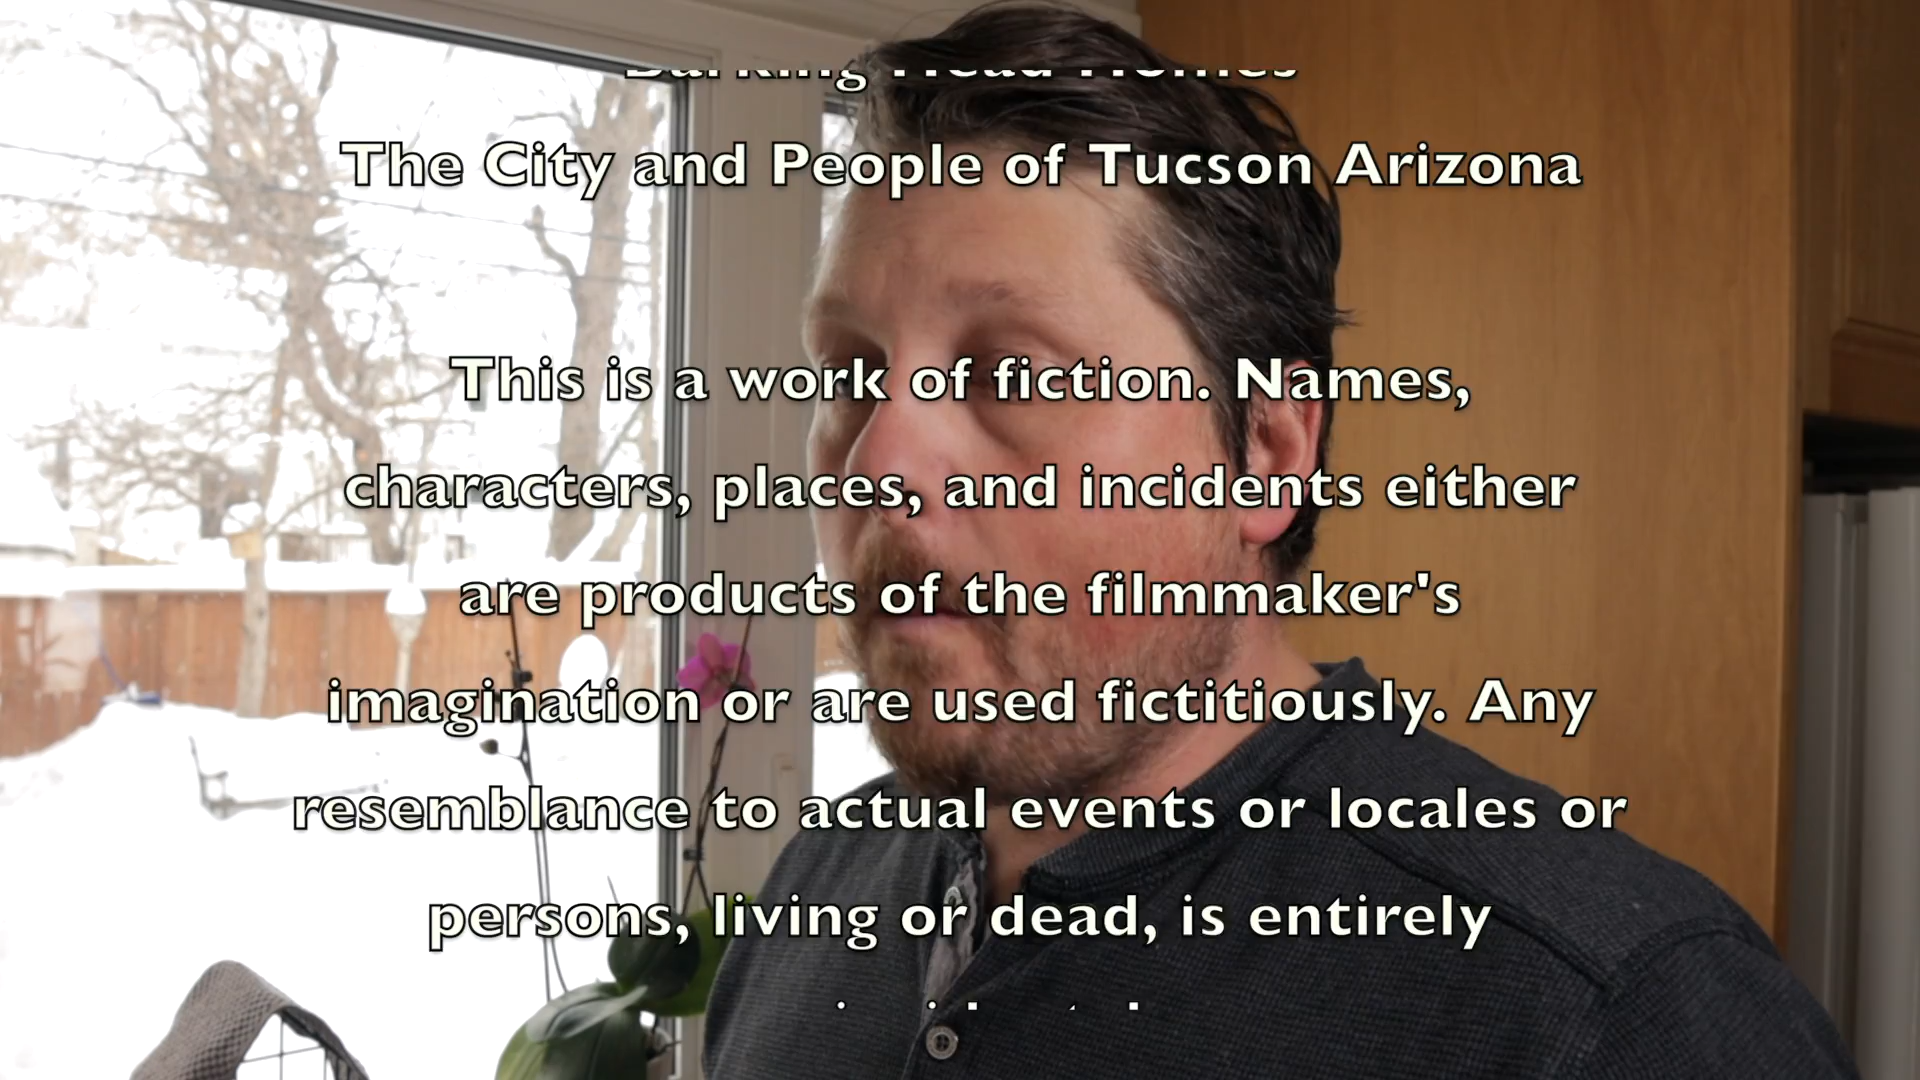 The City and People of Tucson Arizona
This is a work of fiction. Names,
characters, places, and incidents either
are products of the filmmaker's
imagination or are used fictitiously. Any
resemblance to actual events or locales or
persons, living or dead, is entirely